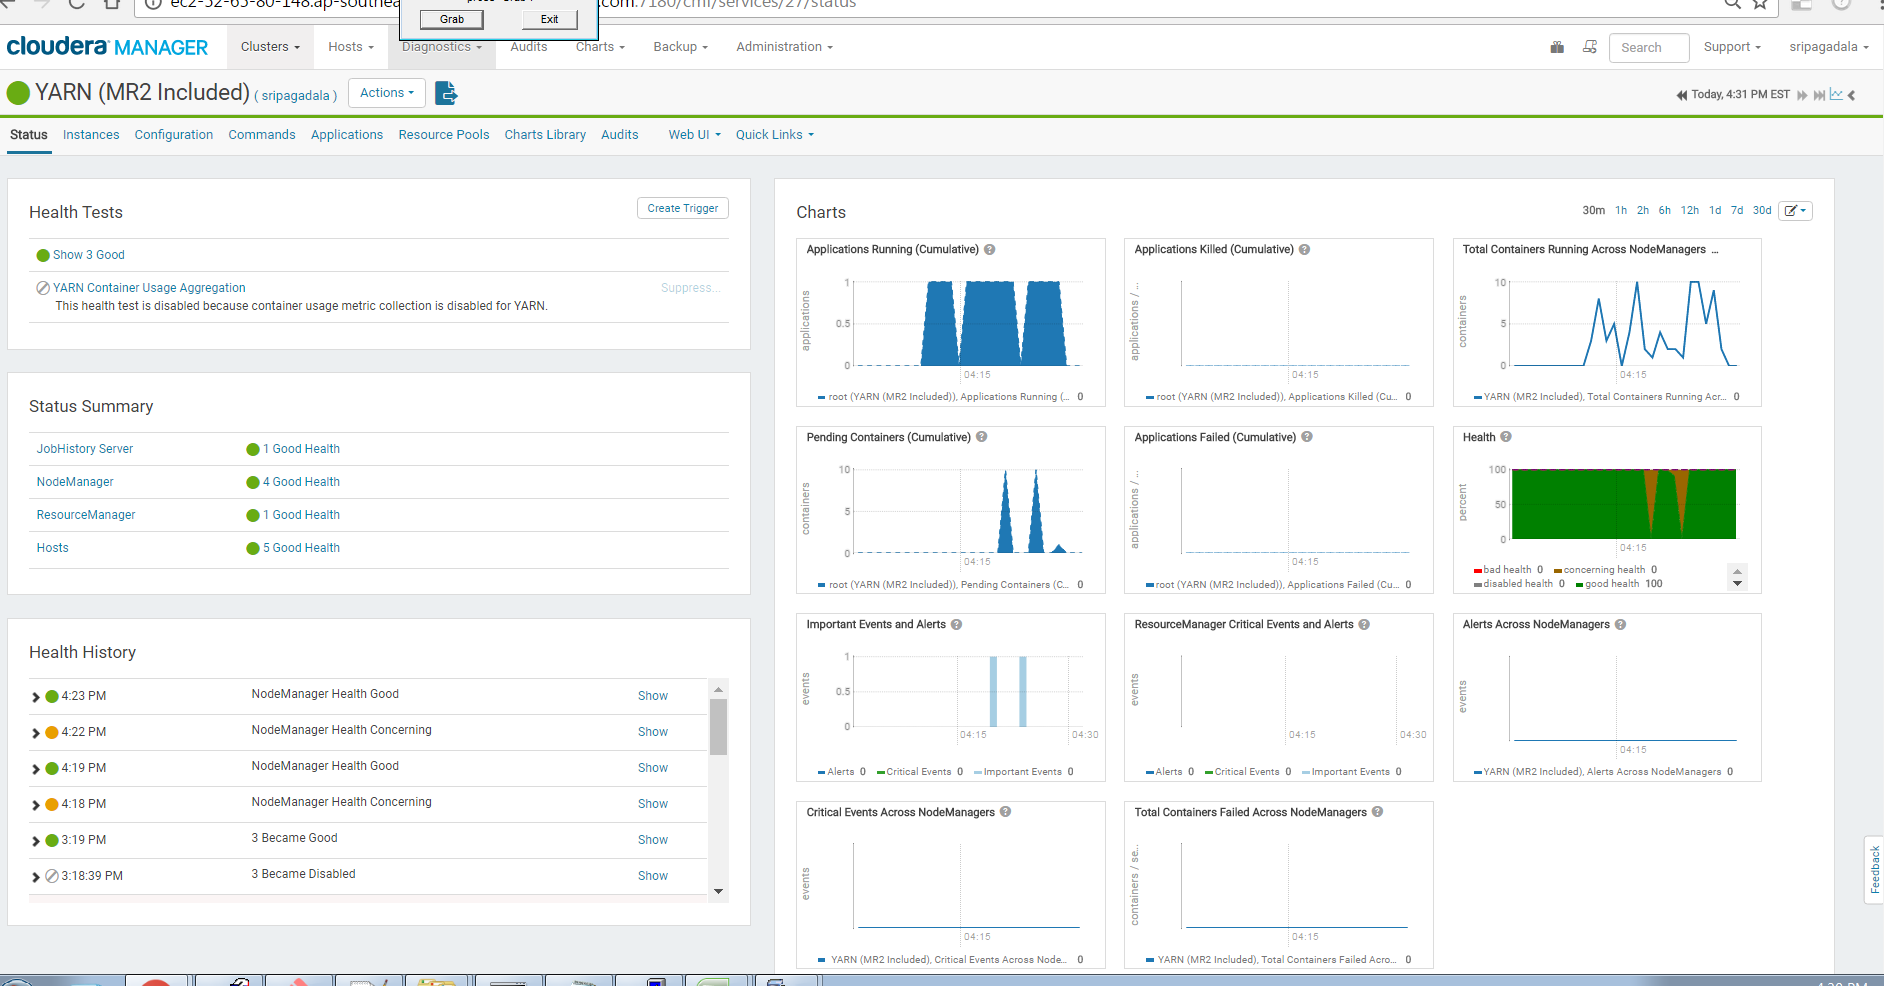 ec2-52-65-80-148.ap-southea
.com:7180/cmf/services/27/status
Grab
Exit
cloudera MANAGER
Clusters
Hosts
Diagnostics
Audits
Charts
Backup
Administration
Search
Support
sripagadala
YARN (MR2 Included) ( sripagadala )
Actions
Today, 4:31 PM EST
Status
Instances
Configuration
Commands
Applications
Resource Pools
Charts Library
Audits
Web UI
Quick Links
Health Tests
Create Trigger
Show 3 Good
YARN Container Usage Aggregation
Suppress...
This health test is disabled because container usage metric collection is disabled for YARN.
Status Summary
JobHistory Server 1 Good Health
NodeManager 4 Good Health
ResourceManager 1 Good Health
Hosts 5 Good Health
Health History
4:23 PM NodeManager Health Good Show
4:22 PM NodeManager Health Concerning Show
4:19 PM NodeManager Health Good Show
4:18 PM NodeManager Health Concerning Show
3:19 PM 3 Became Good Show
3:18:39 PM 3 Became Disabled Show
Charts
30m 1h 2h 6h 12h 1d 7d 30d
Applications Running (Cumulative)
applications
1
0.5
0
04:15
root (YARN (MR2 Included)), Applications Running (... 0
Applications Killed (Cumulative)
applications / ...
04:15
root (YARN (MR2 Included)), Applications Killed (Cu... 0
Total Containers Running Across NodeManagers ...
containers
10
5
0
04:15
YARN (MR2 Included), Total Containers Running Acr... 0
Pending Containers (Cumulative)
containers
10
5
0
04:15
root (YARN (MR2 Included)), Pending Containers (C... 0
Applications Failed (Cumulative)
applications / ...
04:15
root (YARN (MR2 Included)), Applications Failed (Cu... 0
Health
percent
100
50
0
04:15
bad health 0 concerning health 0
disabled health 0 good health 100
Important Events and Alerts
events
1
0.5
0
04:15
04:30
Alerts 0 Critical Events 0 Important Events 0
ResourceManager Critical Events and Alerts
events
04:15
04:30
Alerts 0 Critical Events 0 Important Events 0
Alerts Across NodeManagers
events
04:15
YARN (MR2 Included), Alerts Across NodeManagers 0
Critical Events Across NodeManagers
events
04:15
YARN (MR2 Included), Critical Events Across Node... 0
Total Containers Failed Across NodeManagers
containers / se...
04:15
YARN (MR2 Included), Total Containers Failed Acro... 0
Feedback